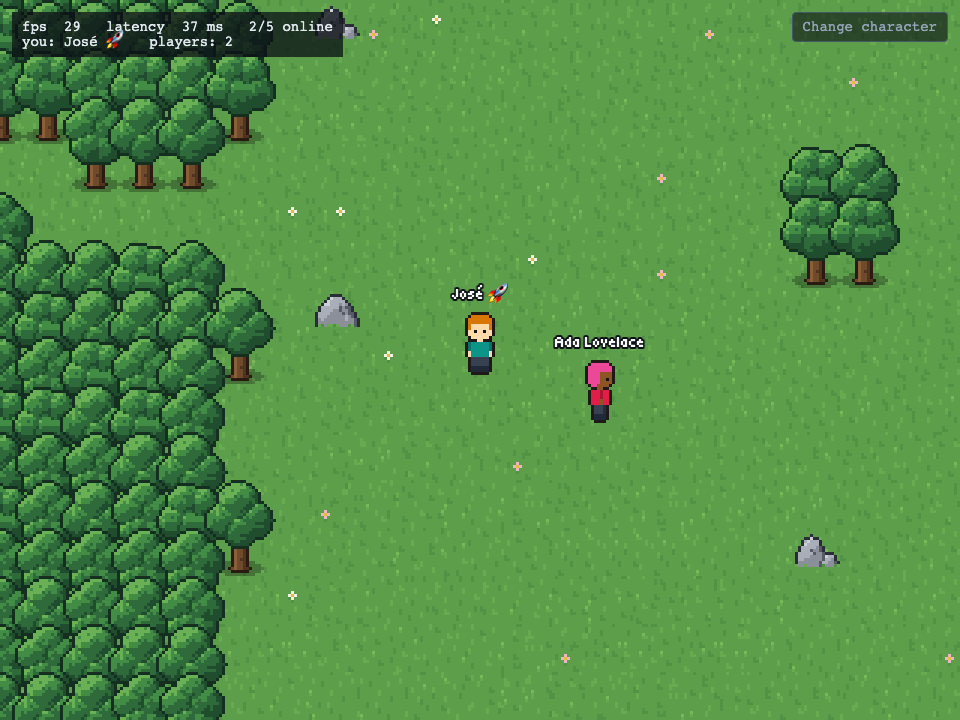 fps 29 latency 37 ms 2/5 online
you: José 🚀 players: 2
Change character
José 🚀
Ada Lovelace